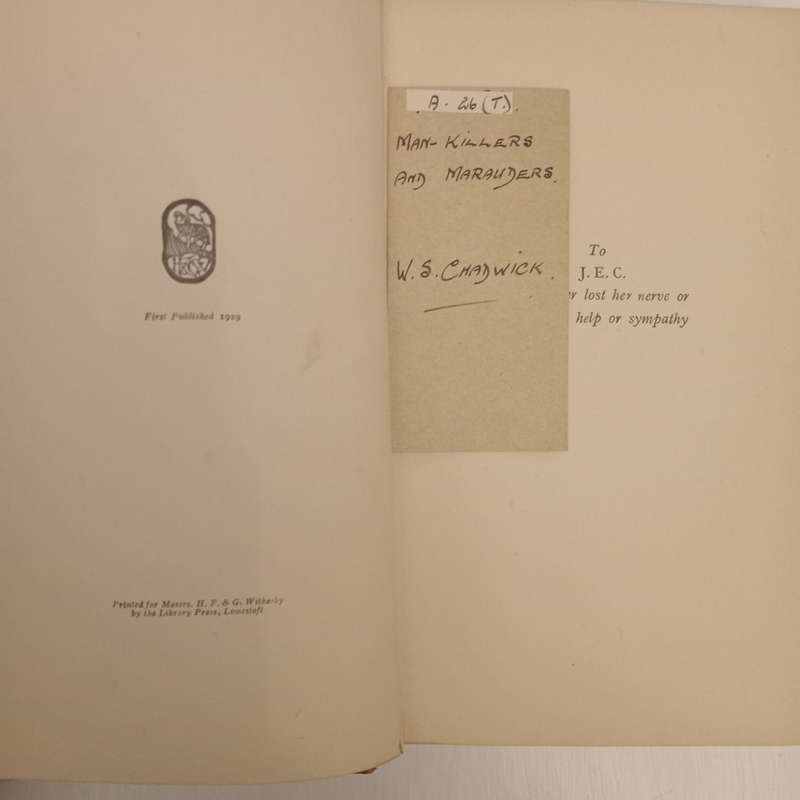 First Published 1929
Printed for Messrs. H. F. & G. Witherby
by the Library Press, Lowestoft
A. 26 (T.).
MAN-KILLERS
AND MARAUDERS.
W. S. CHADWICK.
To
J. E. C.
lost her nerve or
help or sympathy